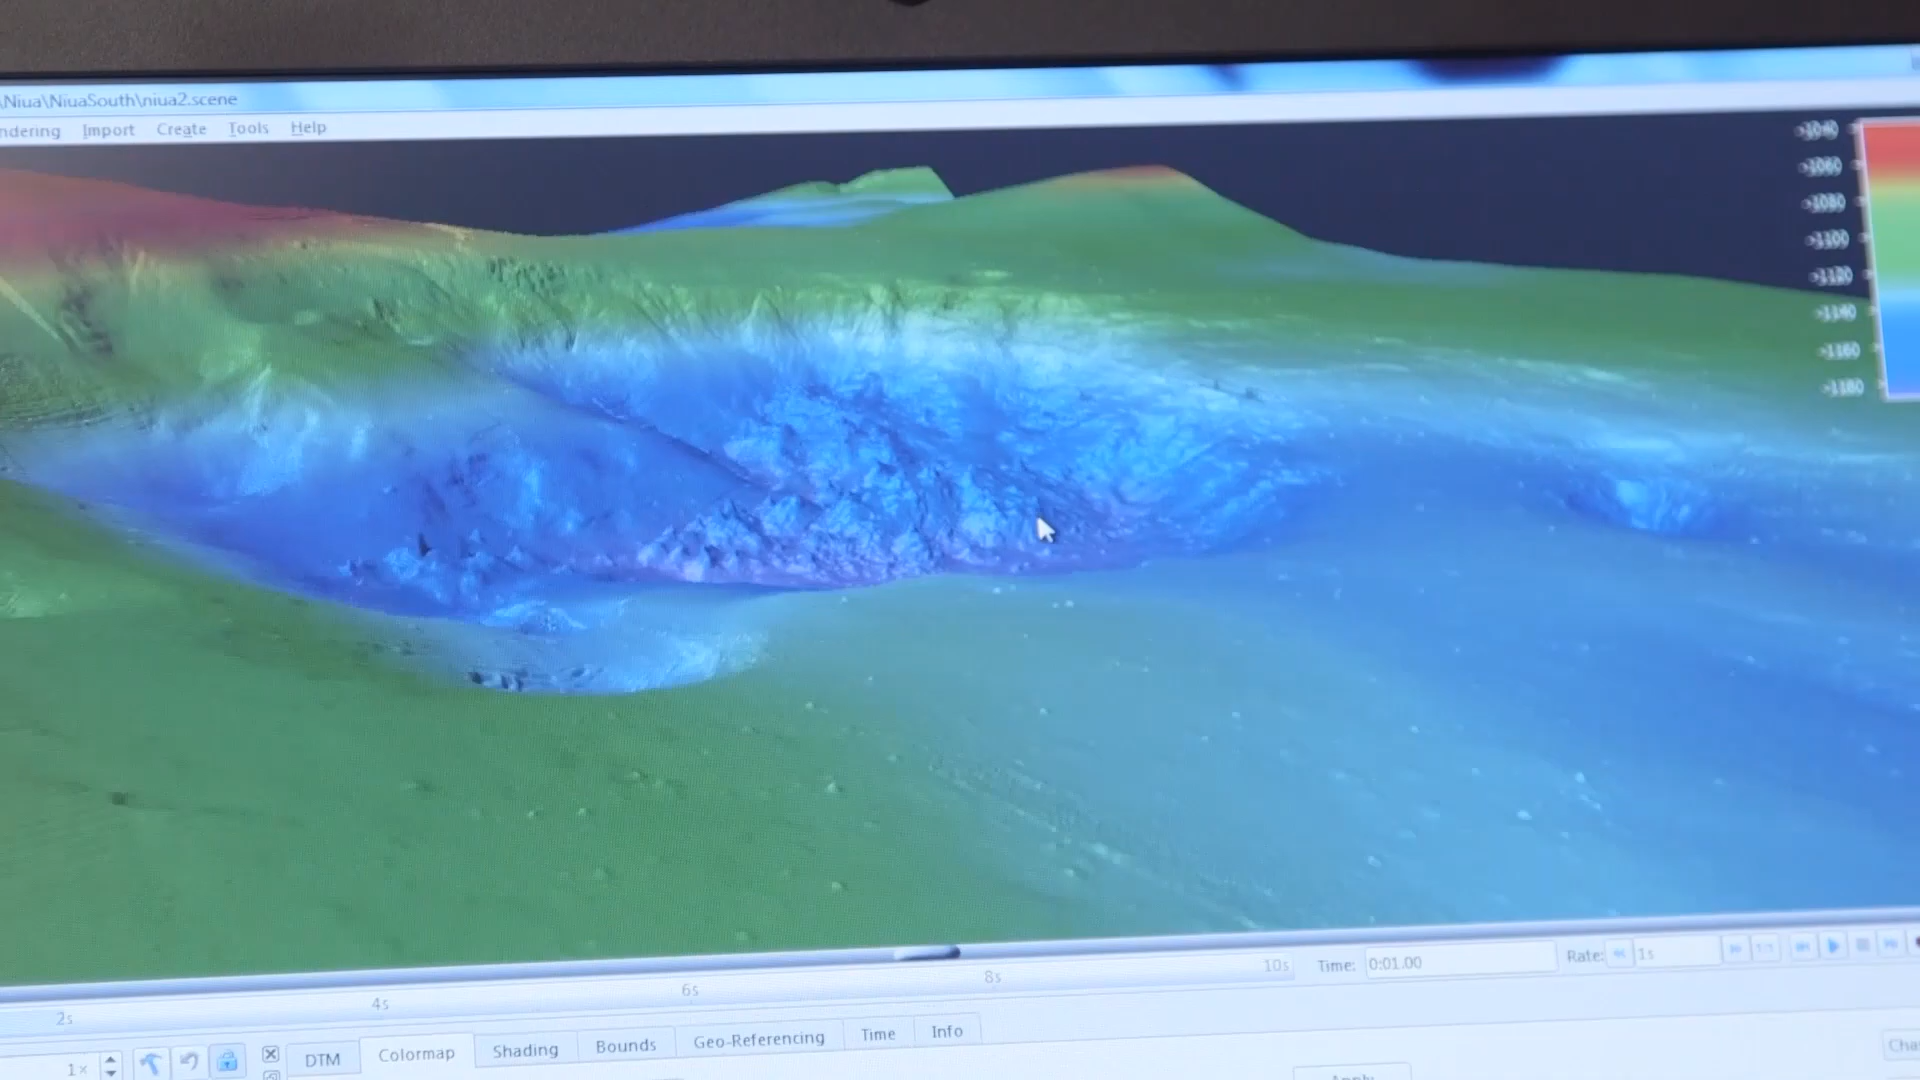 \Niua\NiuaSouth\niua2.scene
ndering Import Create Tools Help
-1040
-1060
-1080
-1100
-1120
-1140
-1160
-1180
2s 4s 6s 8s 10s Time: 0:01.00 Rate: 1s
1x DTM Colormap Shading Bounds Geo-Referencing Time Info
Apply